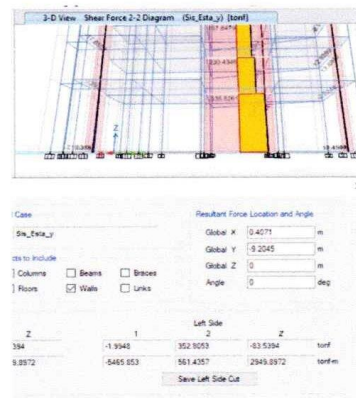 3-D View Shear Force 2-2 Diagram (Sis_Esta_y) [tonf]
Case
Resultant Force Location and Angle
Sis_Esta_y
Global X 0.4071 m
Global Y -9.2045 m
Global Z 0 m
Angle 0 deg
to Include
Columns Beams Braces
Floors Walls Links
Left Side
Z 1 2 Z
394 -1.9948 352.8053 -83.5394 tonf
9.8972 -5465.853 561.4357 2949.8972 tonf-m
Save Left Side Cut